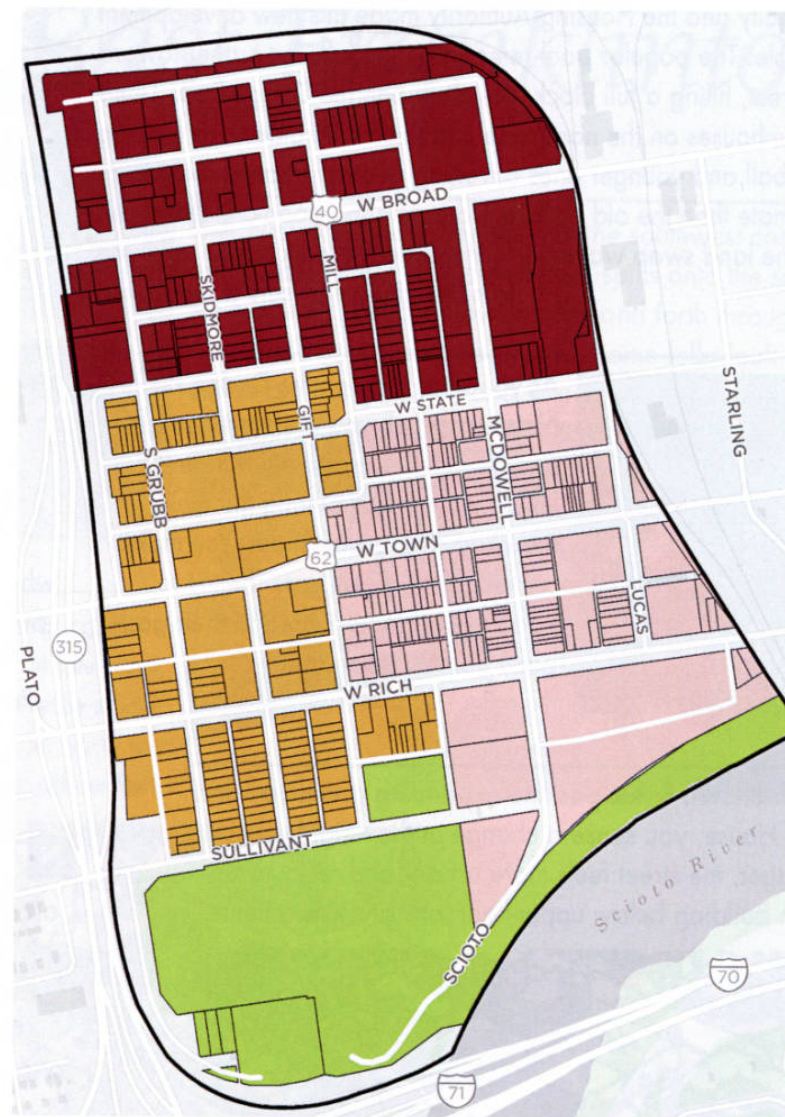 40
W BROAD
SKIDMORE
MILL
W STATE
GIFT
MCDOWELL
STARLING
S GRUBB
62
W TOWN
LUCAS
315
PLATO
W RICH
SULLIVANT
SCIOTO
Scioto River
70
71